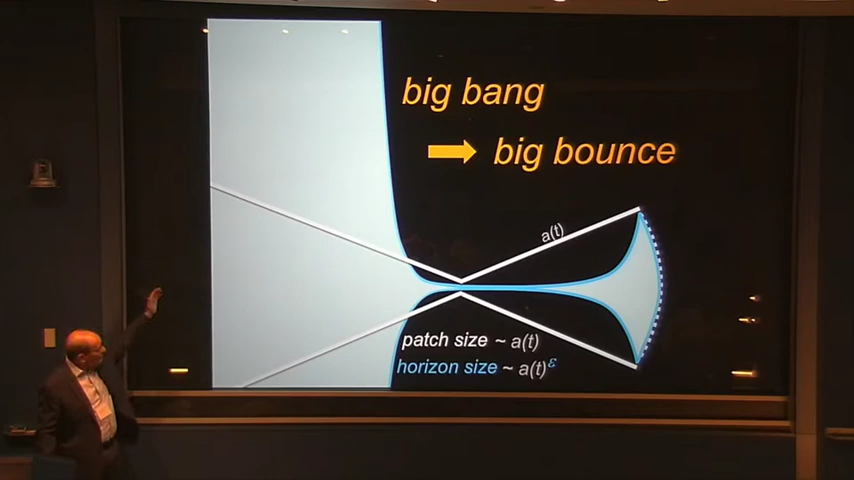 big bang
big bounce
a(t)
patch size ~ a(t)
horizon size ~ a(t)^ε